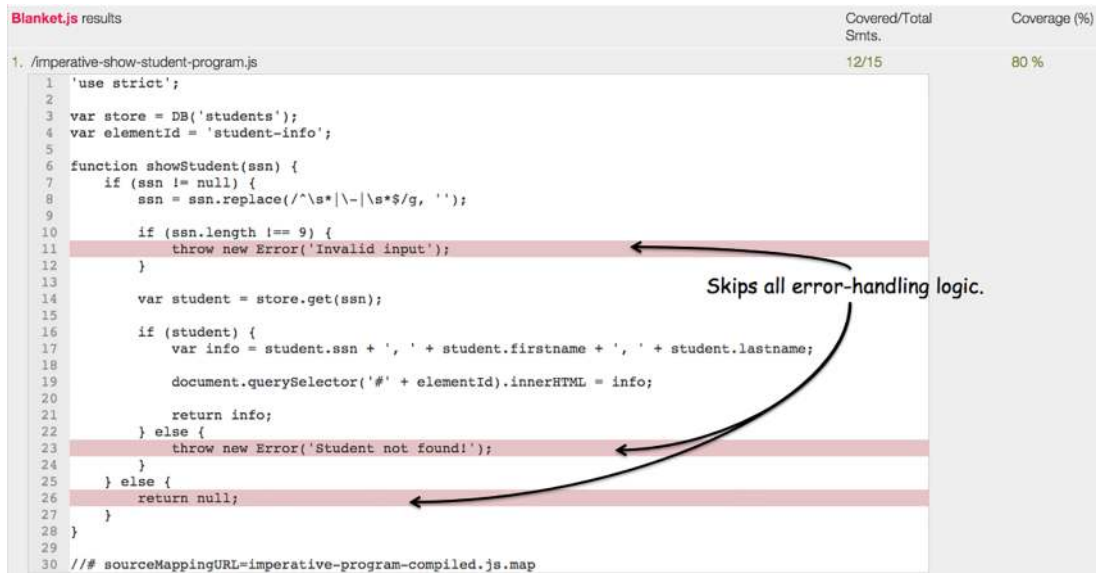 Blanket.js results Covered/Total Coverage (%)
Smts.
1. /imperative-show-student-program.js 12/15 80 %
1 'use strict';
2
3 var store = DB('students');
4 var elementId = 'student-info';
5
6 function showStudent(ssn) {
7 if (ssn != null) {
8 ssn = ssn.replace(/^\s*|\-|\s*$/g, '');
9
10 if (ssn.length !== 9) {
11 throw new Error('Invalid input');
12 }
13
Skips all error-handling logic.
14 var student = store.get(ssn);
15
16 if (student) {
17 var info = student.ssn + ', ' + student.firstname + ', ' + student.lastname;
18
19 document.querySelector('#' + elementId).innerHTML = info;
20
21 return info;
22 } else {
23 throw new Error('Student not found!');
24 }
25 } else {
26 return null;
27 }
28 }
29
30 //# sourceMappingURL=imperative-program-compiled.js.map